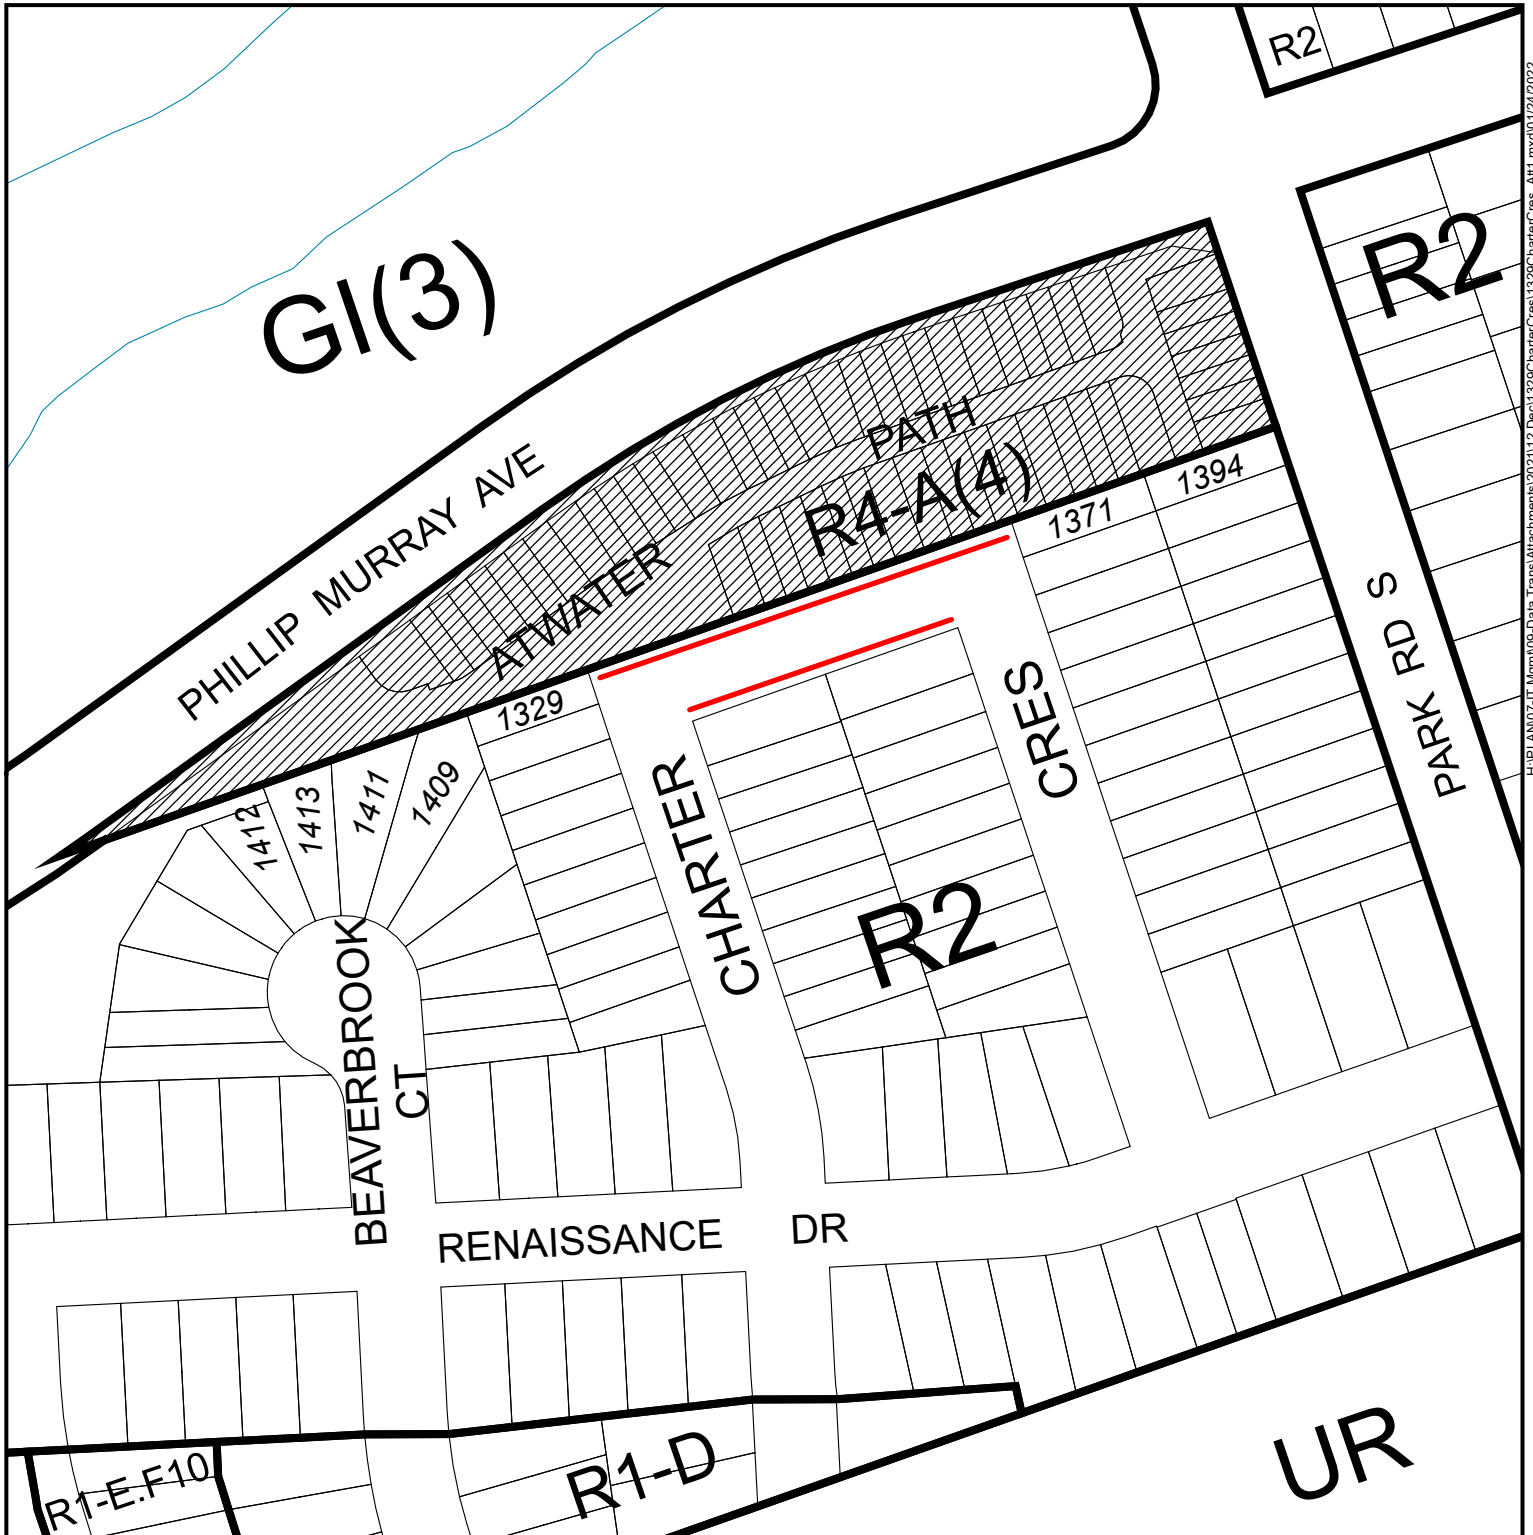 R2
R2
GI(3)
PHILLIP MURRAY AVE
ATWATER PATH
R4-A(4)
1394
1371
1329
1409
1411
1413
1412
CHARTER CRES
PARK RD S
R2
BEAVERBROOK
CT
RENAISSANCE DR
R1-E.F10
R1-D
UR